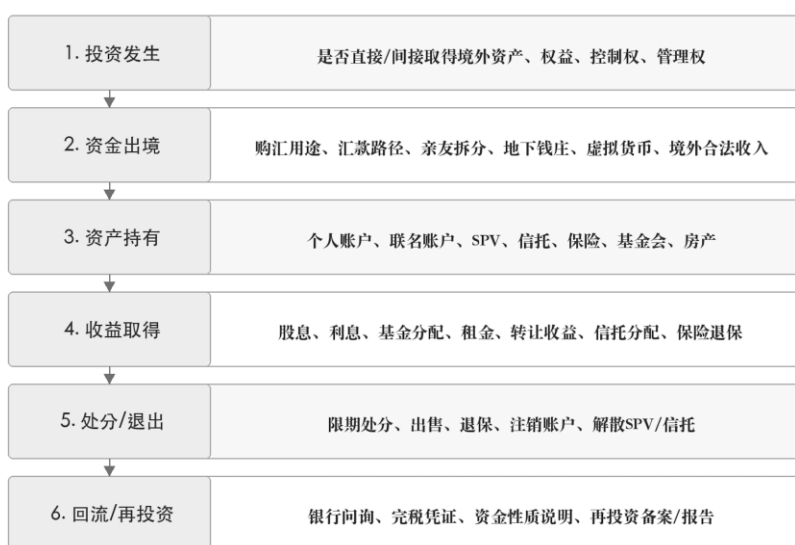 1. 投资发生
是否直接/间接取得境外资产、权益、控制权、管理权
2. 资金出境
购汇用途、汇款路径、亲友拆分、地下钱庄、虚拟货币、境外合法收入
3. 资产持有
个人账户、联名账户、SPV、信托、保险、基金会、房产
4. 收益取得
股息、利息、基金分配、租金、转让收益、信托分配、保险退保
5. 处分/退出
限期处分、出售、退保、注销账户、解散SPV/信托
6. 回流/再投资
银行问询、完税凭证、资金性质说明、再投资备案/报告